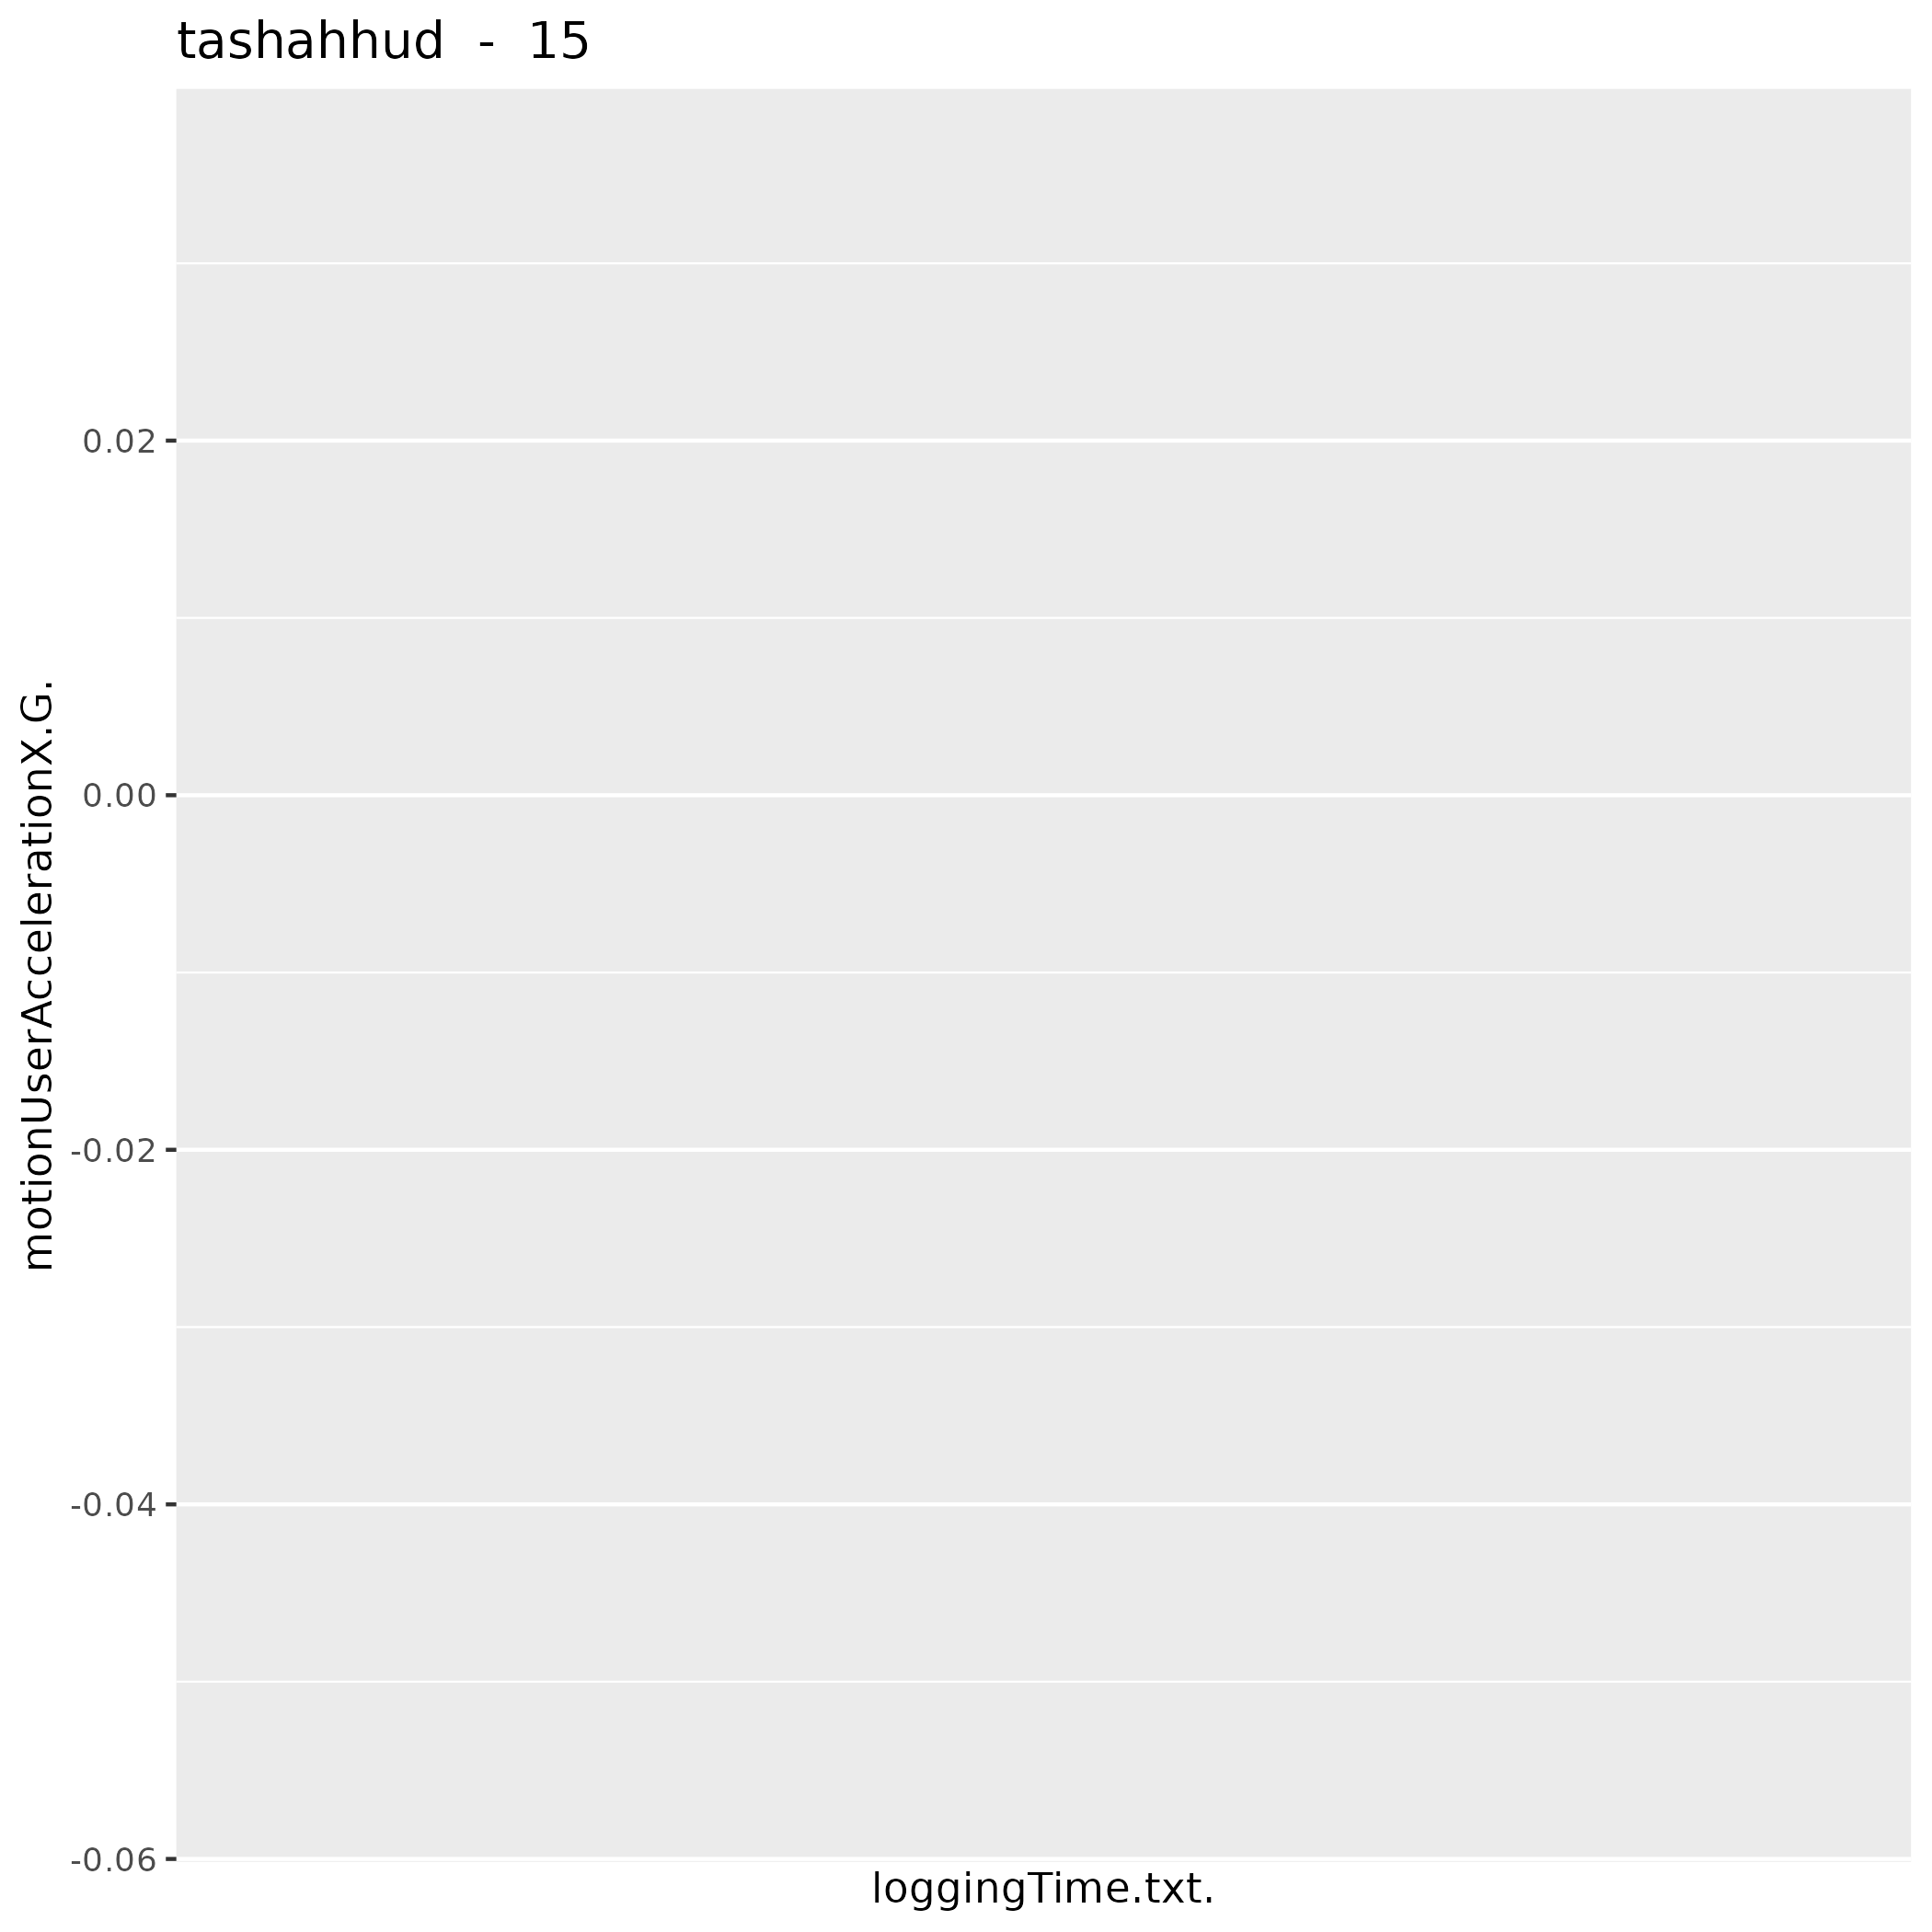 tashahhud - 15
motionUserAccelerationX.G.
0.02
0.00
-0.02
-0.04
-0.06
loggingTime.txt.